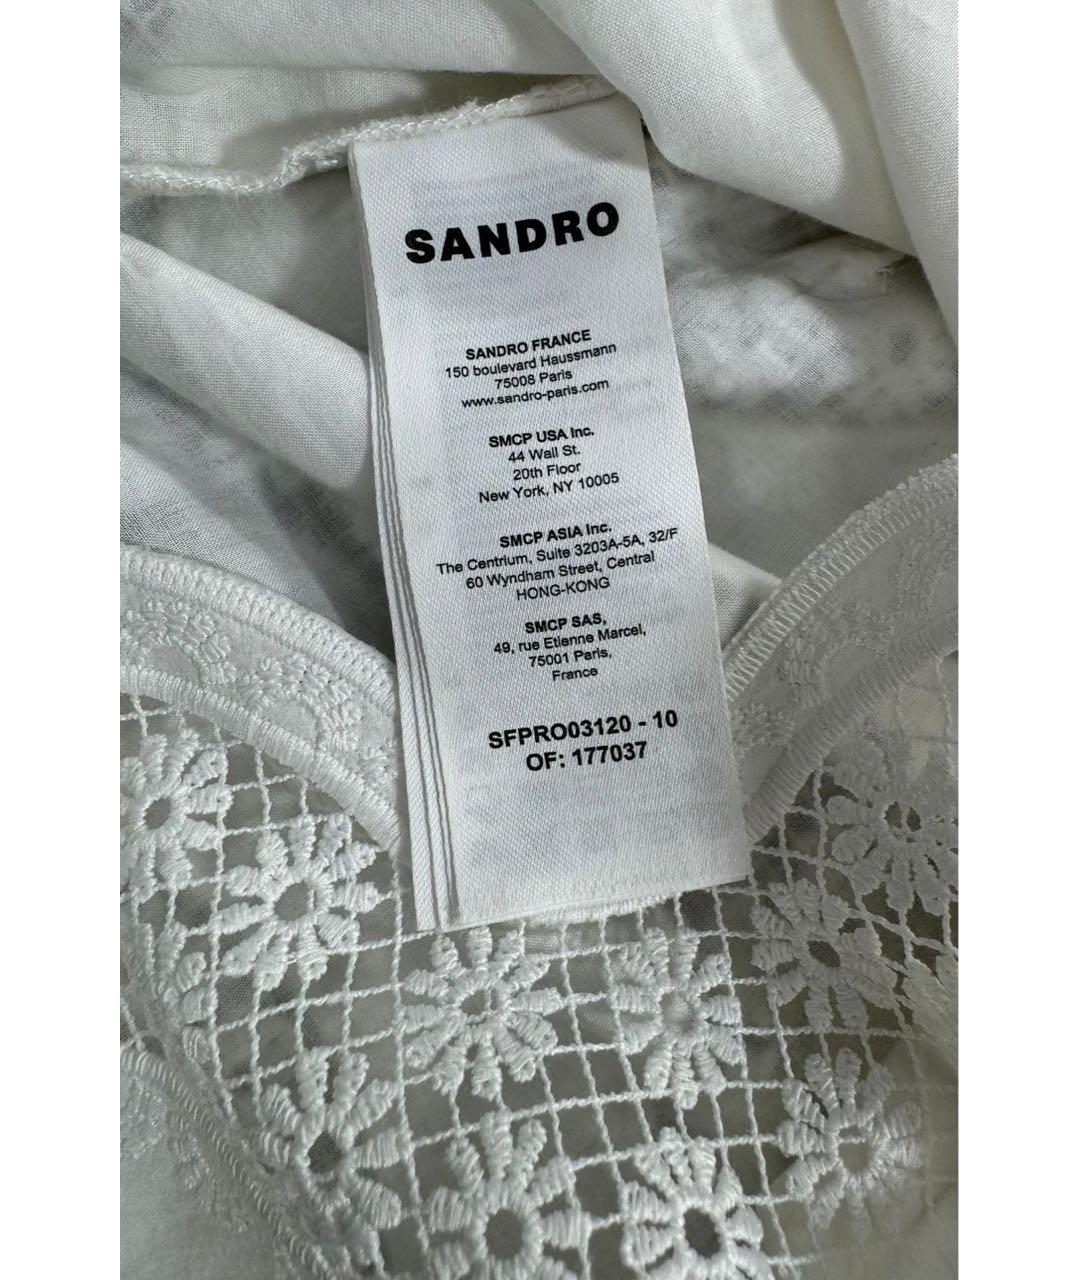 SANDRO
SANDRO FRANCE
150 boulevard Haussmann
75008 Paris
www.sandro-paris.com
SMCP USA Inc.
44 Wall St.
20th Floor
New York, NY 10005
SMCP ASIA Inc.
The Centrium, Suite 3203A-5A, 32/F
60 Wyndham Street, Central
HONG-KONG
SMCP SAS,
49, rue Etienne Marcel,
75001 Paris,
France
SFPRO03120 - 10
OF: 177037